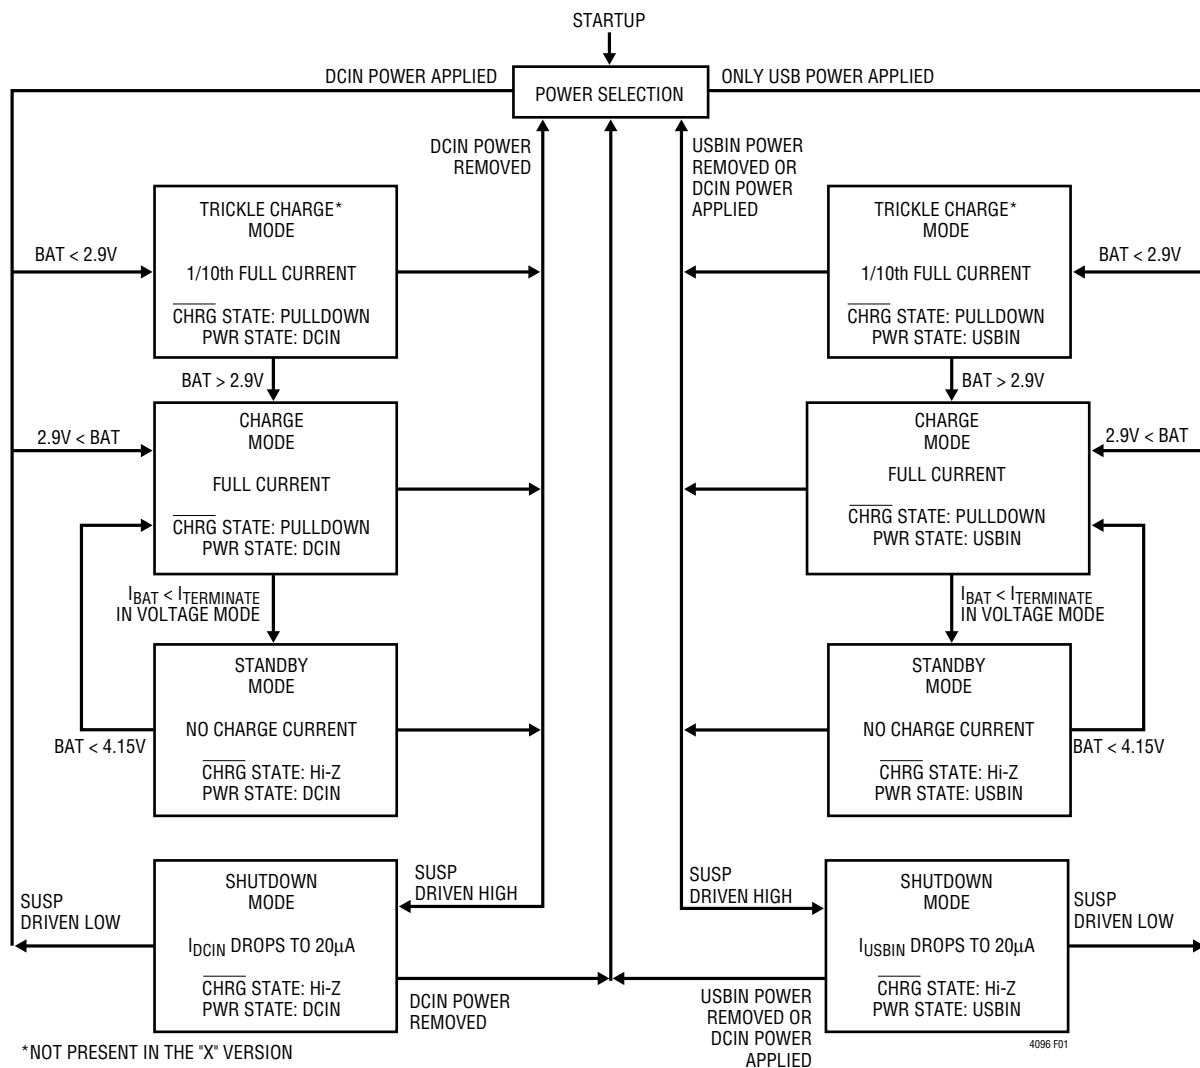 STARTUP
DCIN POWER APPLIED
POWER SELECTION
ONLY USB POWER APPLIED
DCIN POWER
REMOVED
USBIN POWER
REMOVED OR
DCIN POWER
APPLIED
TRICKLE CHARGE*
MODE
1/10th FULL CURRENT
CHRG STATE: PULLDOWN
PWR STATE: DCIN
BAT < 2.9V
BAT > 2.9V
CHARGE
MODE
FULL CURRENT
CHRG STATE: PULLDOWN
PWR STATE: DCIN
2.9V < BAT
IBAT < ITERMINATE
IN VOLTAGE MODE
STANDBY
MODE
NO CHARGE CURRENT
CHRG STATE: Hi-Z
PWR STATE: DCIN
BAT < 4.15V
SHUTDOWN
MODE
IDCIN DROPS TO 20µA
CHRG STATE: Hi-Z
PWR STATE: DCIN
SUSP
DRIVEN LOW
SUSP
DRIVEN HIGH
DCIN POWER
REMOVED
TRICKLE CHARGE*
MODE
1/10th FULL CURRENT
CHRG STATE: PULLDOWN
PWR STATE: USBIN
BAT < 2.9V
BAT > 2.9V
CHARGE
MODE
FULL CURRENT
CHRG STATE: PULLDOWN
PWR STATE: USBIN
2.9V < BAT
IBAT < ITERMINATE
IN VOLTAGE MODE
STANDBY
MODE
NO CHARGE CURRENT
CHRG STATE: Hi-Z
PWR STATE: USBIN
BAT < 4.15V
SUSP
DRIVEN HIGH
SHUTDOWN
MODE
IUSBIN DROPS TO 20µA
CHRG STATE: Hi-Z
PWR STATE: USBIN
SUSP
DRIVEN LOW
USBIN POWER
REMOVED OR
DCIN POWER
APPLIED
*NOT PRESENT IN THE "X" VERSION
4096 F01